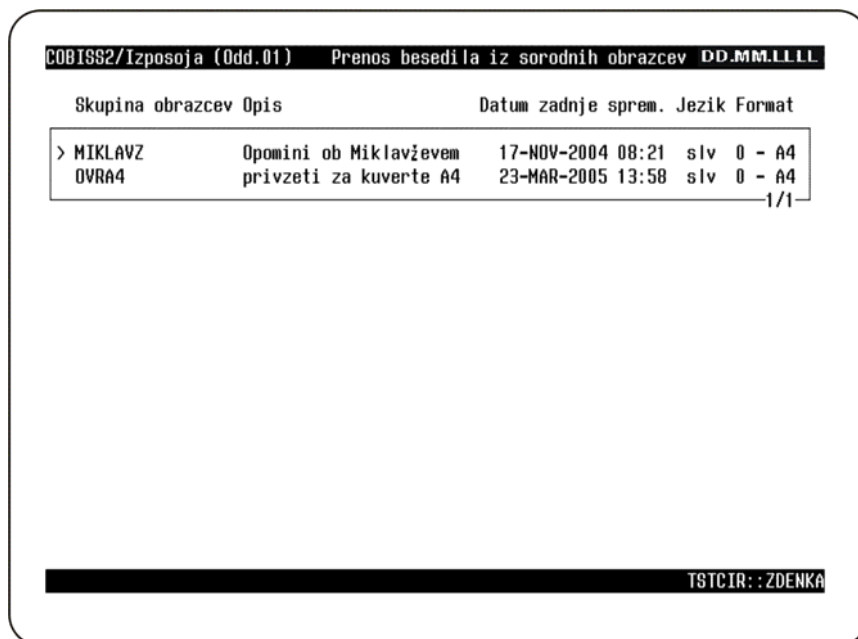 COBISS2/Izposoja (Odd.01) Prenos besedila iz sorodnih obrazcev DD.MM.LLLL
Skupina obrazcev Opis Datum zadnje sprem. Jezik Format
> MIKLAVZ Opomini ob Miklavževem 17-NOV-2004 08:21 slv 0 - A4
OVRA4 privzeti za kuverte A4 23-MAR-2005 13:58 slv 0 - A4
1/1
TSTCIR::ZDENKA